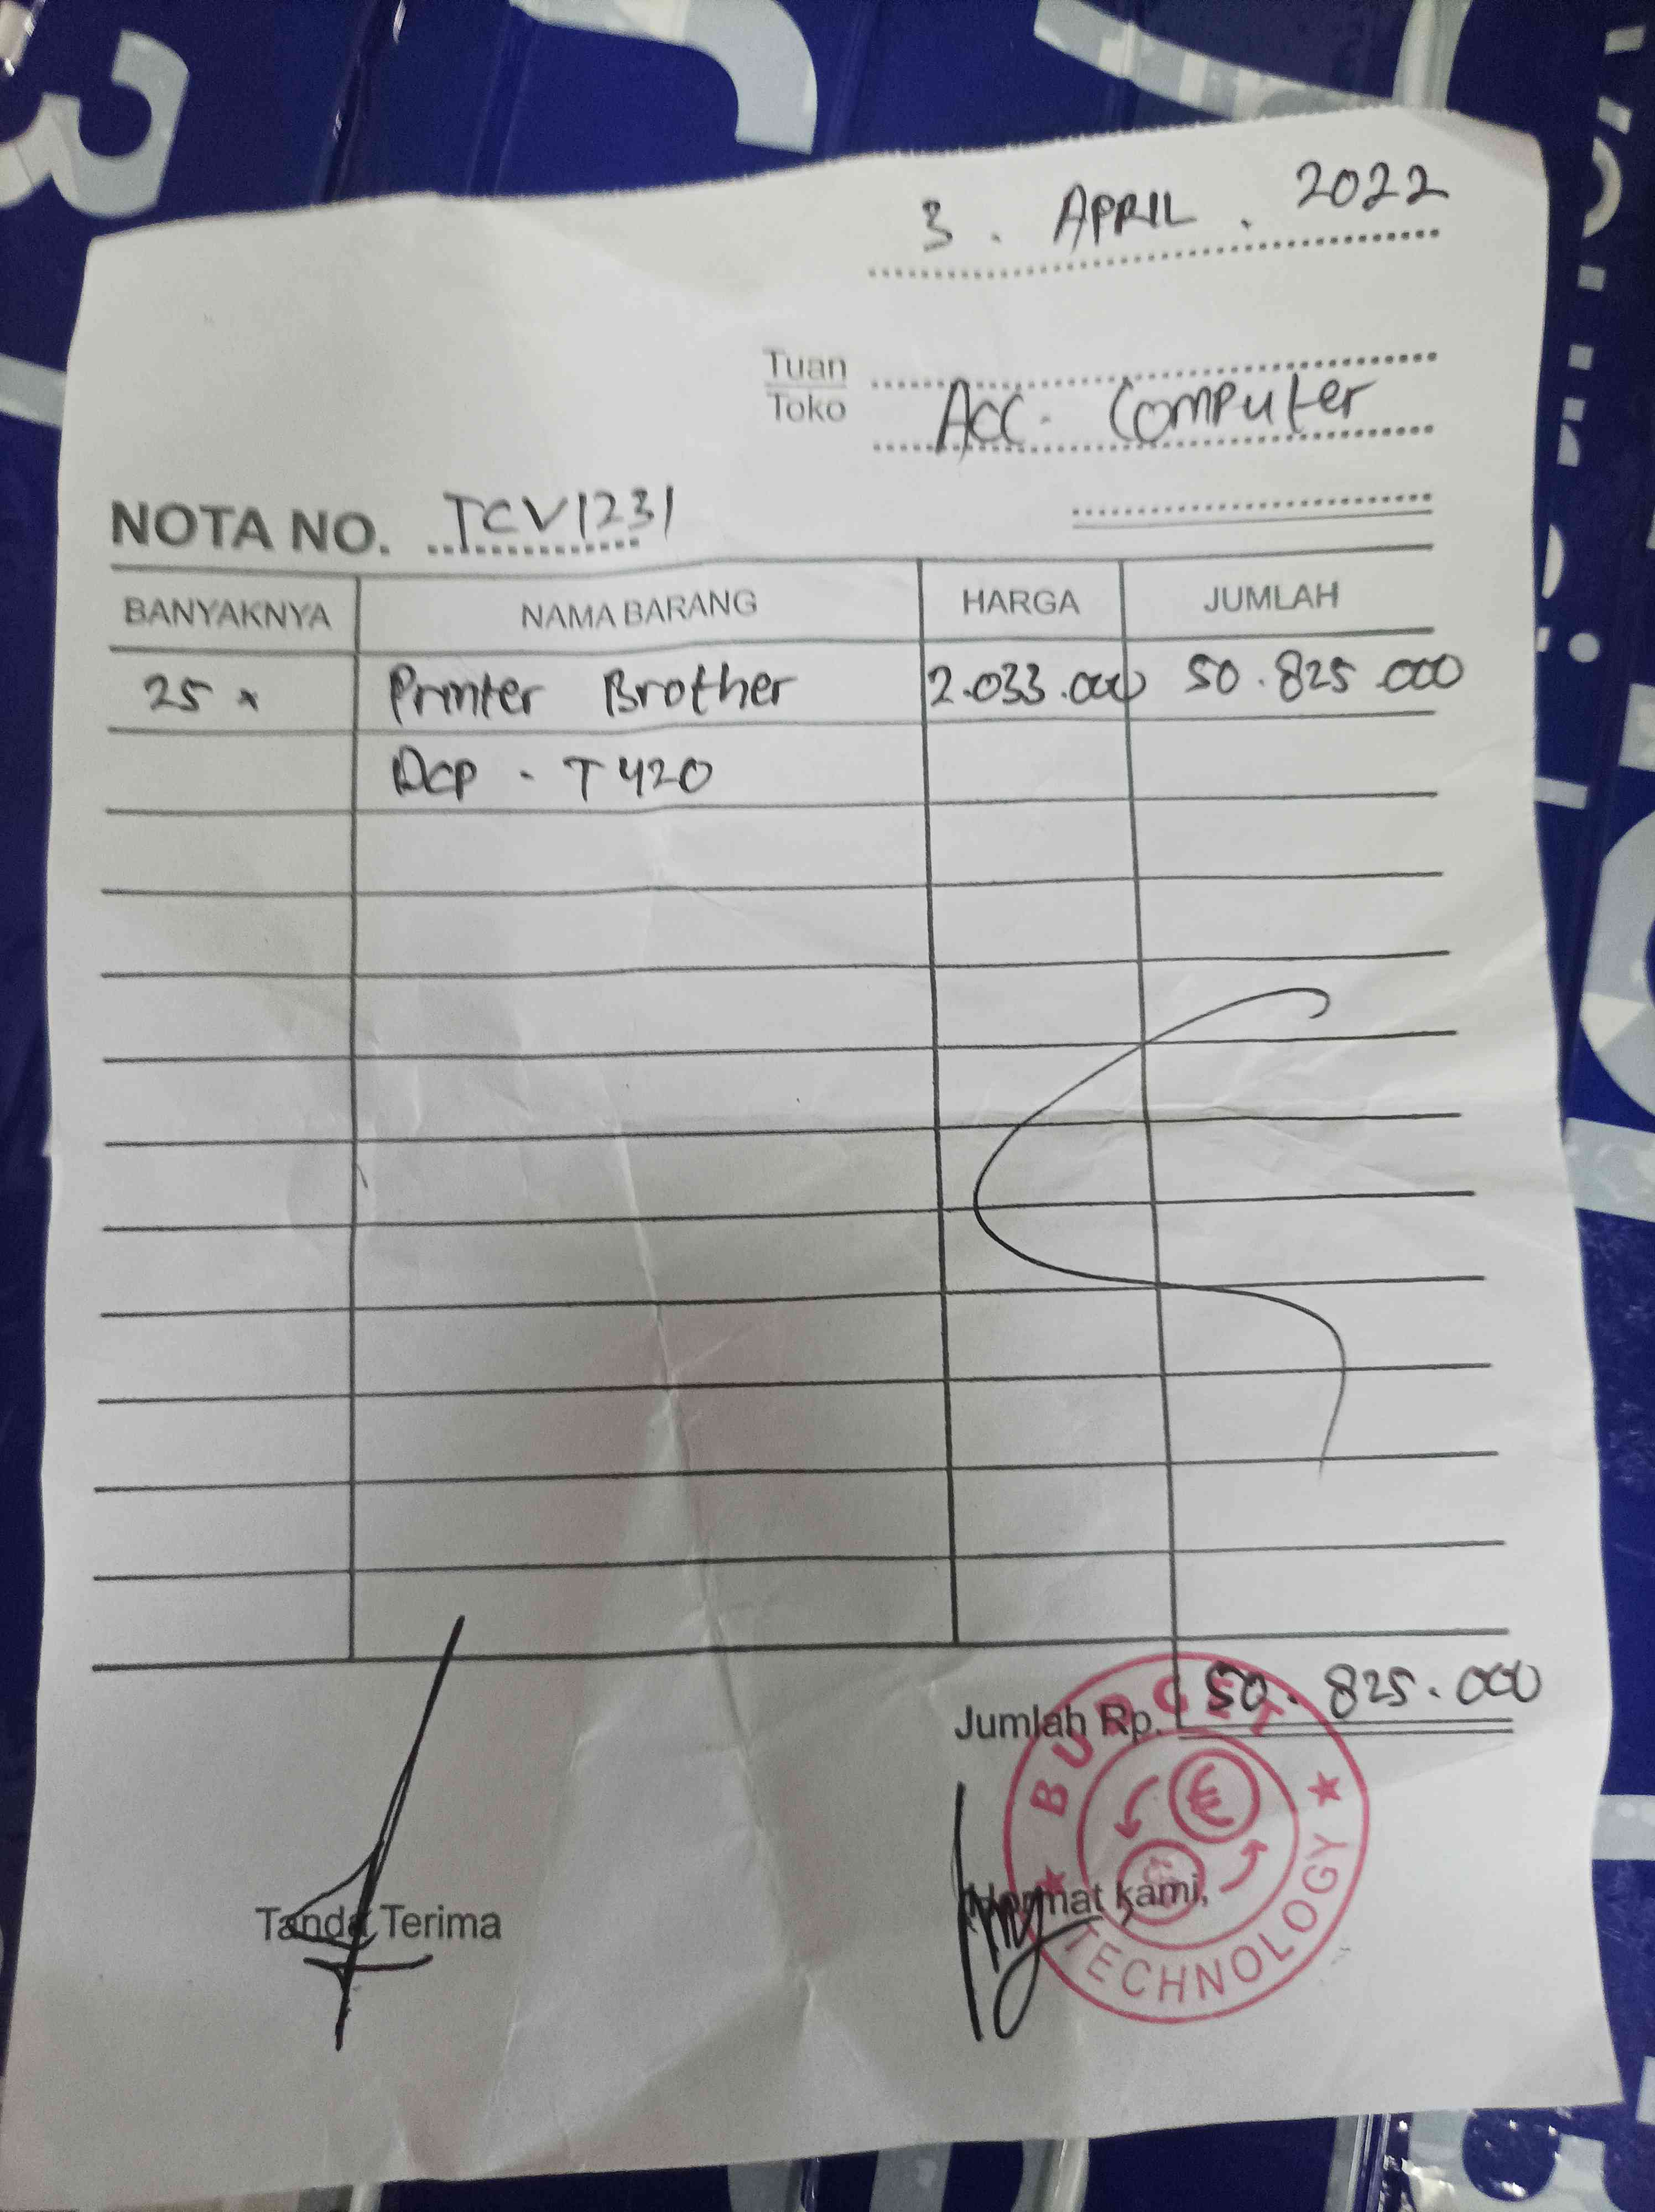 3 . APRIL . 2022
Tuan
Toko
Acc. Computer
NOTA NO. TCV1231
BANYAKNYA NAMA BARANG HARGA JUMLAH
25 x Printer Brother 2.033.000 50.825.000
DCP - T420
Jumlah Rp. 50.825.000
Tanda Terima
Hormat kami,
BUDGET
TECHNOLOGY